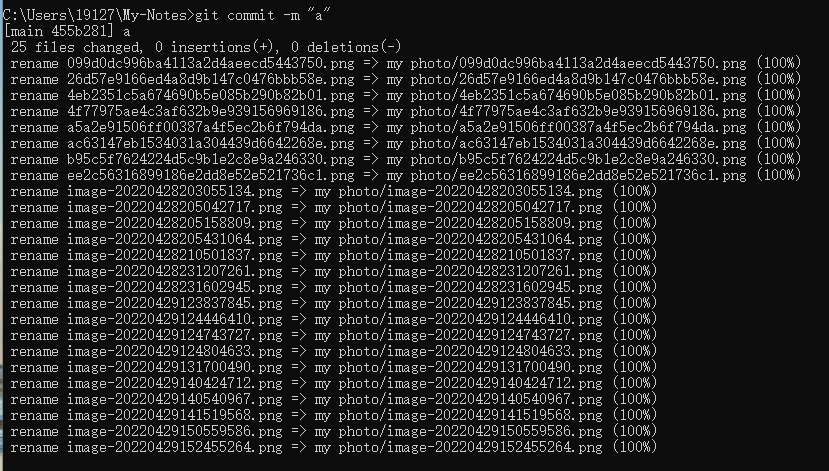 C:\Users\19127\My-Notes>git commit -m "a"
[main 455b281] a
 25 files changed, 0 insertions(+), 0 deletions(-)
 rename 099d0dc996ba4113a2d4aeecd5443750.png => my photo/099d0dc996ba4113a2d4aeecd5443750.png (100%)
 rename 26d57e9166ed4a8d9b147c0476bbb58e.png => my photo/26d57e9166ed4a8d9b147c0476bbb58e.png (100%)
 rename 4eb2351c5a674690b5e085b290b82b01.png => my photo/4eb2351c5a674690b5e085b290b82b01.png (100%)
 rename 4f77975ae4c3af632b9e939156969186.png => my photo/4f77975ae4c3af632b9e939156969186.png (100%)
 rename a5a2e91506ff00387a4f5ec2b6f794da.png => my photo/a5a2e91506ff00387a4f5ec2b6f794da.png (100%)
 rename ac63147eb1534031a304439d6642268e.png => my photo/ac63147eb1534031a304439d6642268e.png (100%)
 rename b95c5f7624224d5c9b1e2c8e9a246330.png => my photo/b95c5f7624224d5c9b1e2c8e9a246330.png (100%)
 rename ee2c56316899186e2dd8e52e521736c1.png => my photo/ee2c56316899186e2dd8e52e521736c1.png (100%)
 rename image-20220428203055134.png => my photo/image-20220428203055134.png (100%)
 rename image-20220428205042717.png => my photo/image-20220428205042717.png (100%)
 rename image-20220428205158809.png => my photo/image-20220428205158809.png (100%)
 rename image-20220428205431064.png => my photo/image-20220428205431064.png (100%)
 rename image-20220428210501837.png => my photo/image-20220428210501837.png (100%)
 rename image-20220428231207261.png => my photo/image-20220428231207261.png (100%)
 rename image-20220428231602945.png => my photo/image-20220428231602945.png (100%)
 rename image-20220429123837845.png => my photo/image-20220429123837845.png (100%)
 rename image-20220429124446410.png => my photo/image-20220429124446410.png (100%)
 rename image-20220429124743727.png => my photo/image-20220429124743727.png (100%)
 rename image-20220429124804633.png => my photo/image-20220429124804633.png (100%)
 rename image-20220429131700490.png => my photo/image-20220429131700490.png (100%)
 rename image-20220429140424712.png => my photo/image-20220429140424712.png (100%)
 rename image-20220429140540967.png => my photo/image-20220429140540967.png (100%)
 rename image-20220429141519568.png => my photo/image-20220429141519568.png (100%)
 rename image-20220429150559586.png => my photo/image-20220429150559586.png (100%)
 rename image-20220429152455264.png => my photo/image-20220429152455264.png (100%)